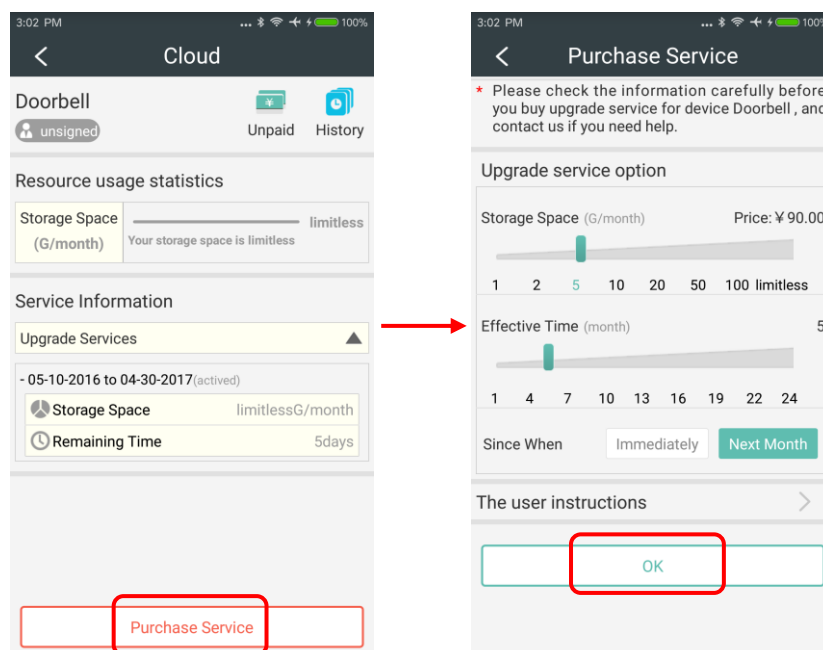 3:02 PM
... 100%
Cloud
Doorbell
unsigned
¥
Unpaid
History
Resource usage statistics
Storage Space
(G/month)
limitless
Your storage space is limitless
Service Information
Upgrade Services
- 05-10-2016 to 04-30-2017(actived)
Storage Space limitlessG/month
Remaining Time 5days
Purchase Service
3:02 PM
... 100%
Purchase Service
* Please check the information carefully before
you buy upgrade service for device Doorbell , and
contact us if you need help.
Upgrade service option
Storage Space (G/month) Price:¥90.00
1 2 5 10 20 50 100 limitless
Effective Time (month) 5
1 4 7 10 13 16 19 22 24
Since When Immediately Next Month
The user instructions
OK